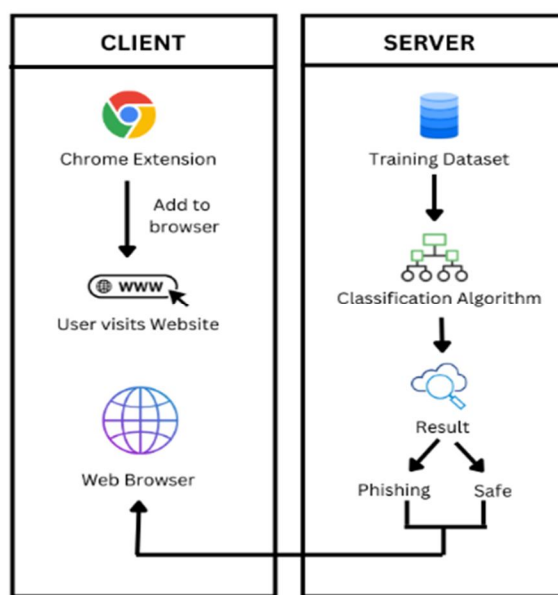 CLIENT
Chrome Extension
Add to
browser
WWW
User visits Website
Web Browser
SERVER
Training Dataset
Classification Algorithm
Result
Phishing
Safe